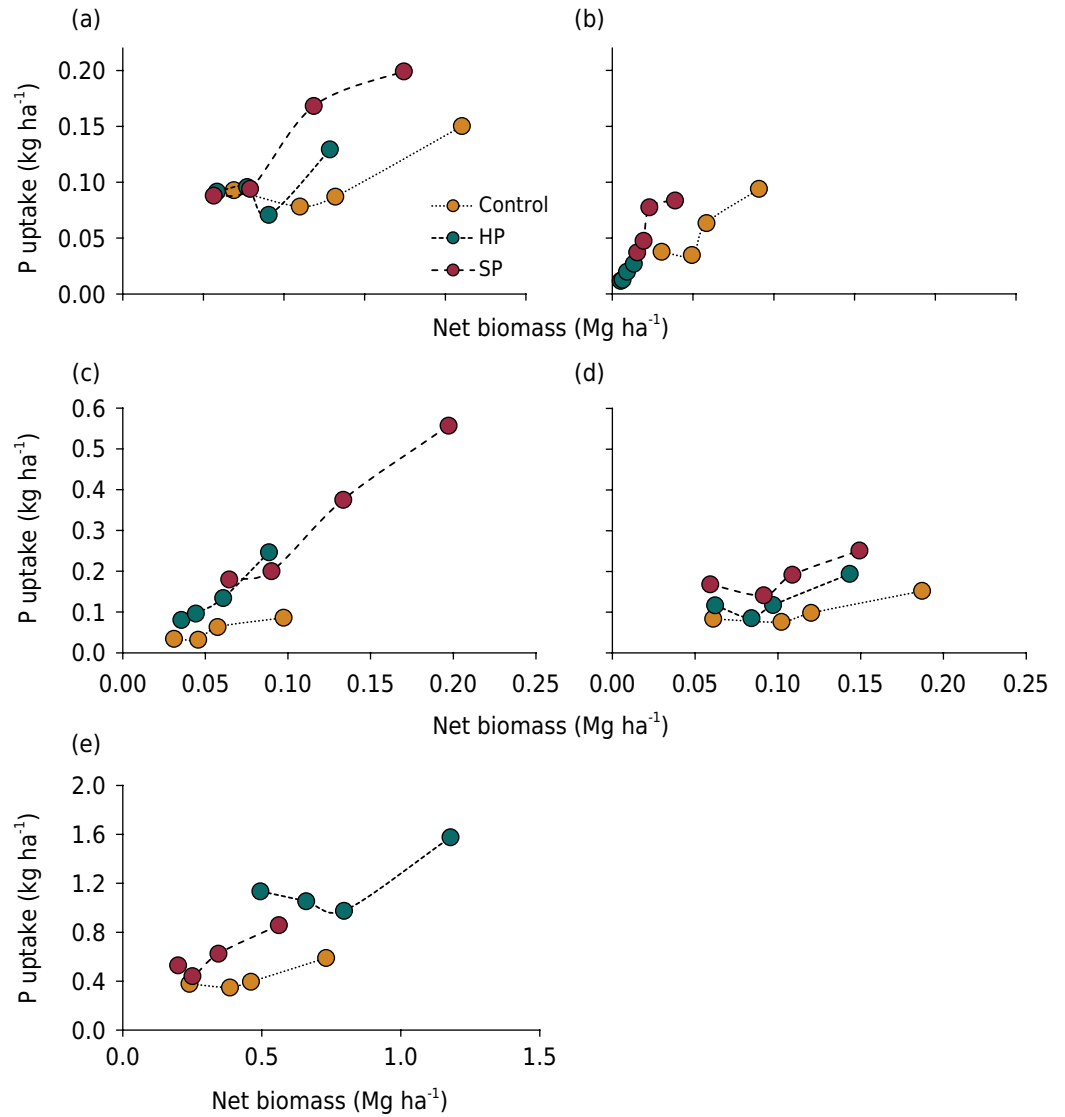 (a)
(b)
P uptake (kg ha⁻¹)
0.20
0.15
0.10
0.05
0.00
Control
HP
SP
Net biomass (Mg ha⁻¹)
(c)
(d)
P uptake (kg ha⁻¹)
0.6
0.5
0.4
0.3
0.2
0.1
0.0
0.00 0.05 0.10 0.15 0.20 0.25
0.00 0.05 0.10 0.15 0.20 0.25
Net biomass (Mg ha⁻¹)
(e)
P uptake (kg ha⁻¹)
2.0
1.6
1.2
0.8
0.4
0.0
0.0 0.5 1.0 1.5
Net biomass (Mg ha⁻¹)